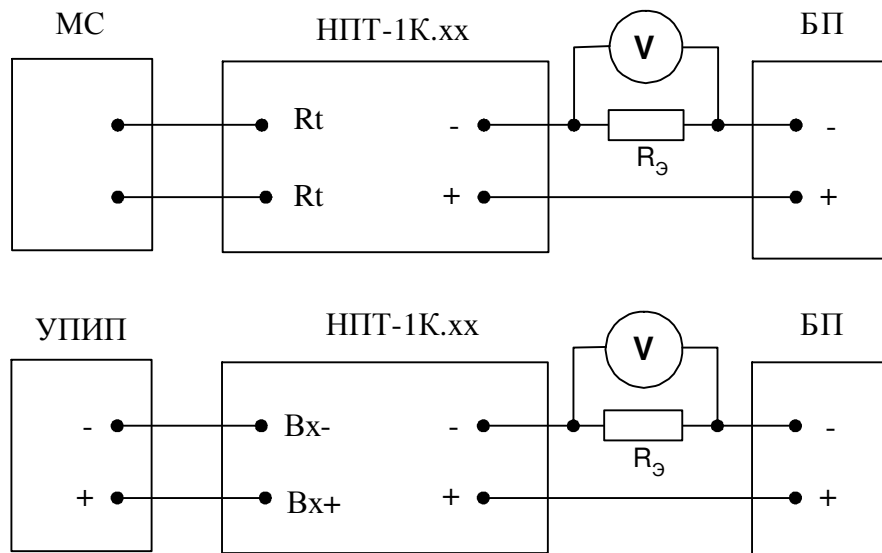 МС НПТ-1К.хх БП
V
Rt - -
Rэ
Rt + +
УПИП НПТ-1К.хх БП
V
- Вх- - -
Rэ
+ Вх+ + +